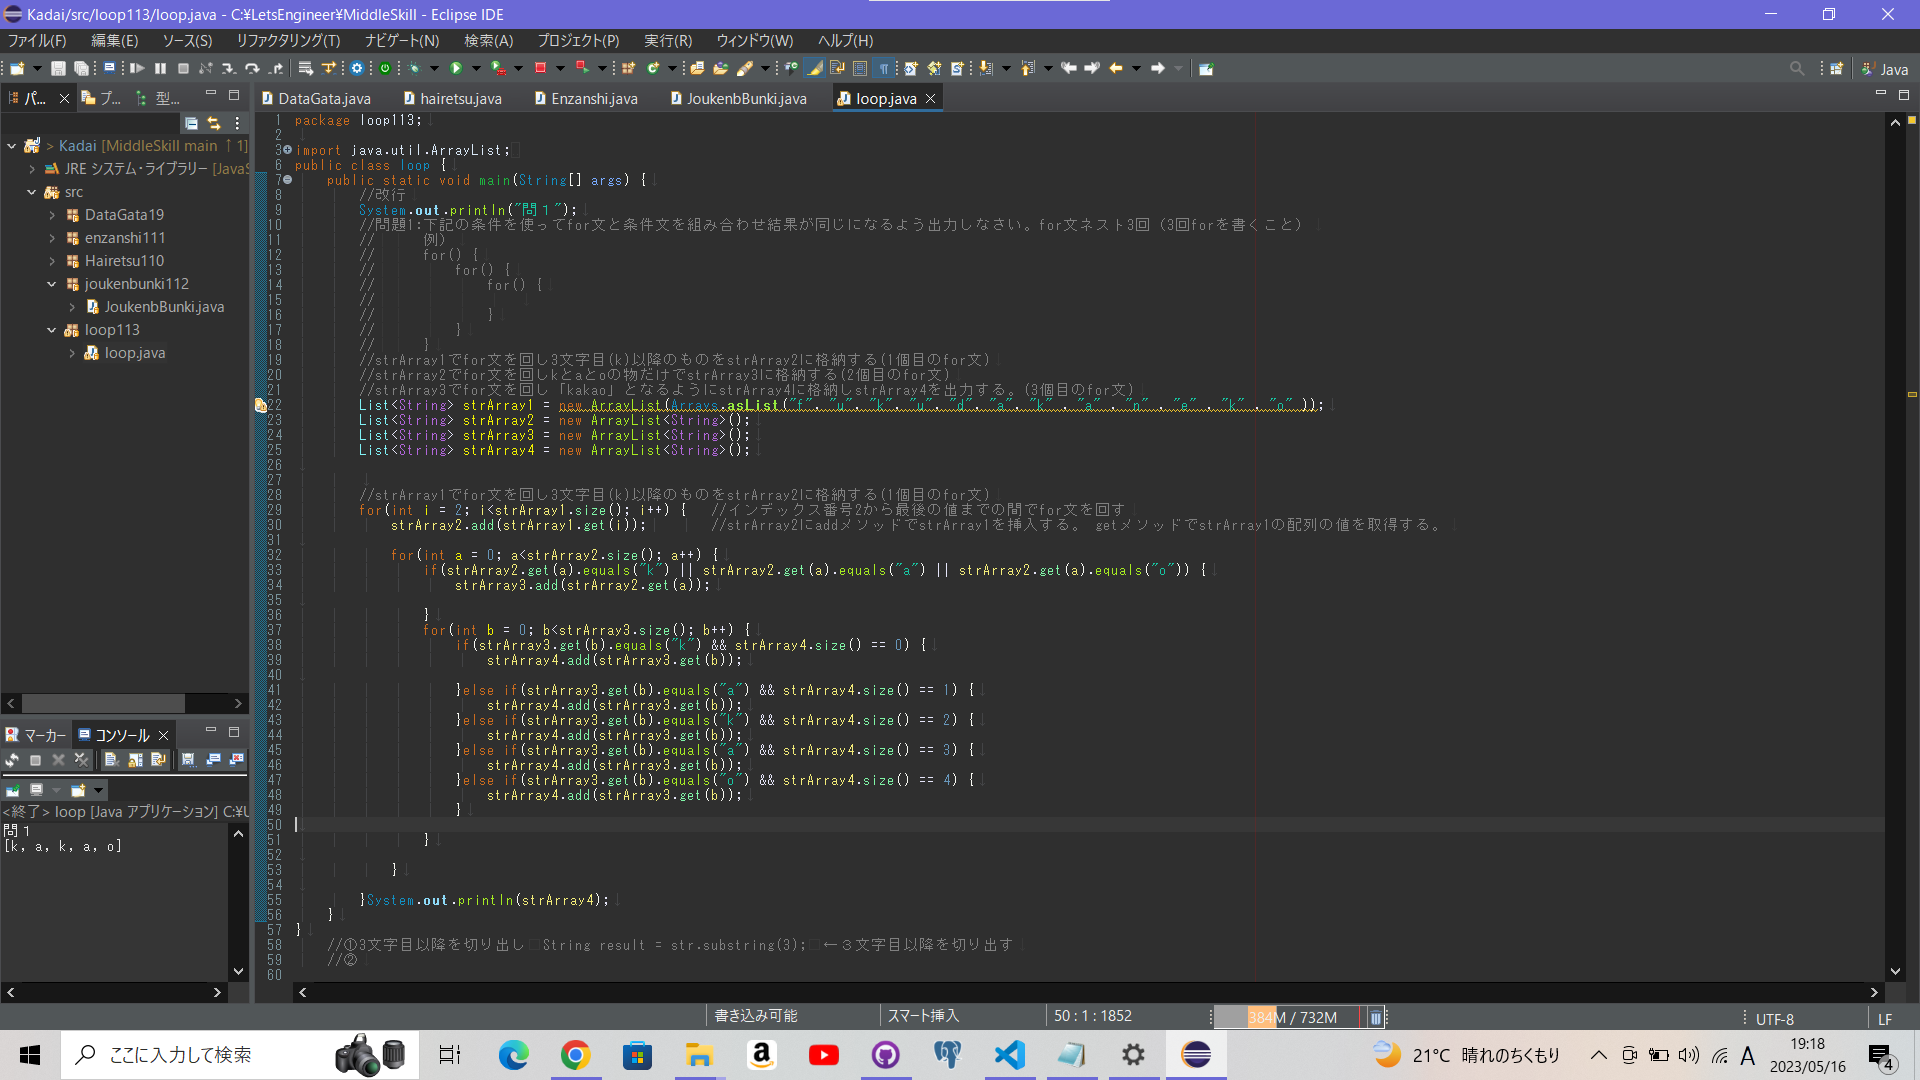 Kadai/src/loop113/loop.java - C:¥LetsEngineer¥MiddleSkill - Eclipse IDE
ファイル(F) 編集(E) ソース(S) リファクタリング(T) ナビゲート(N) 検索(A) プロジェクト(P) 実行(R) ウィンドウ(W) ヘルプ(H)
Java
パ... プ... 型...
DataGata.java hairetsu.java Enzanshi.java JoukenbBunki.java loop.java
> Kadai [MiddleSkill main ↑1]
JRE システム・ライブラリー [JavaS
src
DataGata19
enzanshi111
Hairetsu110
joukenbunki112
JoukenbBunki.java
loop113
loop.java
1 package loop113;
2
3 import java.util.ArrayList;
6 public class loop {
7 public static void main(String[] args) {
8 //改行
9 System.out.println("問１");
10 //問題1:下記の条件を使ってfor文と条件文を組み合わせ結果が同じになるよう出力しなさい。for文ネスト3回（3回forを書くこと）
11 // 例)
12 // for() {
13 // for() {
14 // for() {
15 //
16 // }
17 // }
18 // }
19 //strArray1でfor文を回し3文字目(k)以降のものをstrArray2に格納する(1個目のfor文)
20 //strArray2でfor文を回しkとaとoの物だけでstrArray3に格納する(2個目のfor文)
21 //strArray3でfor文を回し「kakao」となるようにstrArray4に格納しstrArray4を出力する。(3個目のfor文)
22 List<String> strArray1 = new ArrayList(Arrays.asList("f", "u", "k", "u", "d", "a", "k" , "a" , "n" , "e" , "k" , "o" ));
23 List<String> strArray2 = new ArrayList<String>();
24 List<String> strArray3 = new ArrayList<String>();
25 List<String> strArray4 = new ArrayList<String>();
26
27
28 //strArray1でfor文を回し3文字目(k)以降のものをstrArray2に格納する(1個目のfor文)
29 for(int i = 2; i<strArray1.size(); i++) { //インデックス番号2から最後の値までの間でfor文を回す
30 strArray2.add(strArray1.get(i)); //strArray2にaddメソッドでstrArray1を挿入する。 getメソッドでstrArray1の配列の値を取得する。
31
32 for(int a = 0; a<strArray2.size(); a++) {
33 if(strArray2.get(a).equals("k") || strArray2.get(a).equals("a") || strArray2.get(a).equals("o")) {
34 strArray3.add(strArray2.get(a));
35
36 }
37 for(int b = 0; b<strArray3.size(); b++) {
38 if(strArray3.get(b).equals("k") && strArray4.size() == 0) {
39 strArray4.add(strArray3.get(b));
40
41 }else if(strArray3.get(b).equals("a") && strArray4.size() == 1) {
42 strArray4.add(strArray3.get(b));
43 }else if(strArray3.get(b).equals("k") && strArray4.size() == 2) {
44 strArray4.add(strArray3.get(b));
45 }else if(strArray3.get(b).equals("a") && strArray4.size() == 3) {
46 strArray4.add(strArray3.get(b));
47 }else if(strArray3.get(b).equals("o") && strArray4.size() == 4) {
48 strArray4.add(strArray3.get(b));
49 }
50
51 }
52
53 }
54
55 }System.out.println(strArray4);
56 }
57 }
58 //①3文字目以降を切り出し String result = str.substring(3); ←３文字目以降を切り出す
59 //②
60
マーカー コンソール
<終了> loop [Java アプリケーション] C:¥L
問１
[k, a, k, a, o]
書き込み可能 スマート挿入 50 : 1 : 1852 384M / 732M UTF-8 LF
ここに入力して検索
21°C 晴れのちくもり A 19:18
2023/05/16 4